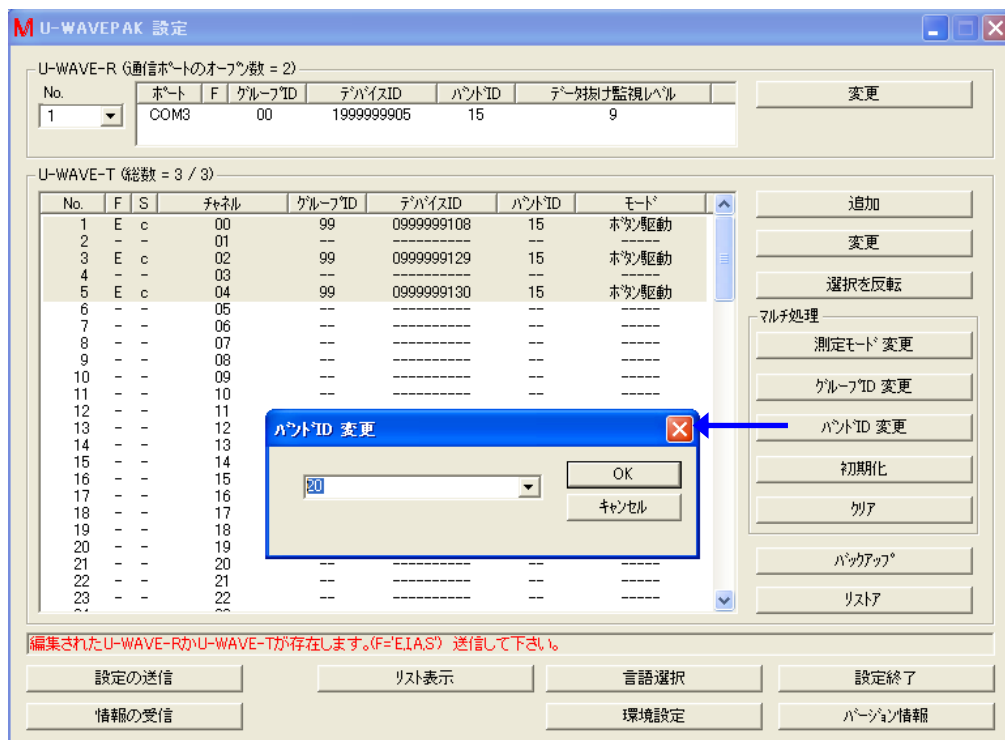 M U-WAVEPAK 設定
U-WAVE-R (通信ポートのオープン数 = 2)
No. ポート F グループID デバイスID バンドID データ抜け監視レベル
1 COM3 00 1999999905 15 9
変更
U-WAVE-T (総数 = 3 / 3)
No. F S チャネル グループID デバイスID バンドID モード
1 E c 00 99 0999999108 15 ボタン駆動
2 - - 01 -- ---------- -- -----
3 E c 02 99 0999999129 15 ボタン駆動
4 - - 03 -- ---------- -- -----
5 E c 04 99 0999999130 15 ボタン駆動
6 - - 05 -- ---------- -- -----
7 - - 06 -- ---------- -- -----
8 - - 07 -- ---------- -- -----
9 - - 08 -- ---------- -- -----
10 - - 09 -- ---------- -- -----
11 - - 10 -- ---------- -- -----
12 - - 11
13 - - 12
14 - - 13
15 - - 14
16 - - 15
17 - - 16
18 - - 17
19 - - 18
20 - - 19
21 - - 20 -- ---------- -- -----
22 - - 21 -- ---------- -- -----
23 - - 22 -- ---------- -- -----
追加
変更
選択を反転
マルチ処理
測定モード変更
グループID 変更
バンドID 変更
初期化
クリア
バックアップ
リストア
バンドID 変更
20
OK
キャンセル
編集されたU-WAVE-RかU-WAVE-Tが存在します。(F='E,I,A,S') 送信して下さい。
設定の送信 リスト表示 言語選択 設定終了
情報の受信 環境設定 バージョン情報